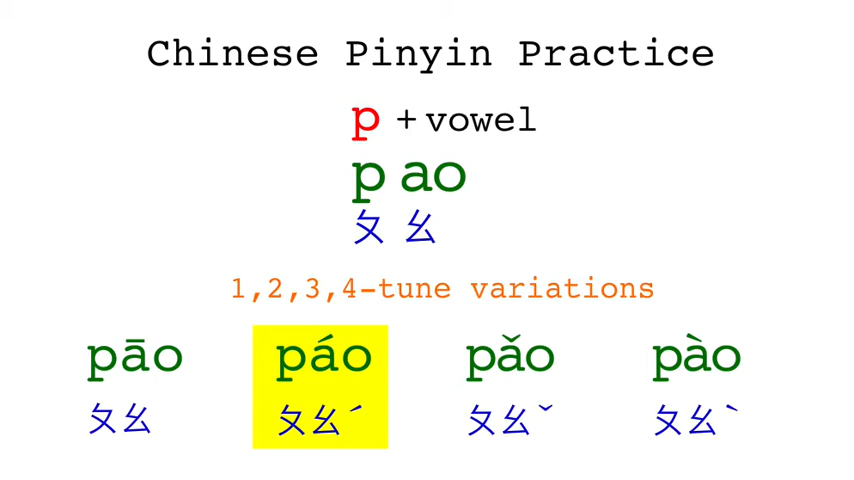 Chinese Pinyin Practice
p + vowel
p ao
ㄆ ㄠ
1,2,3,4-tune variations
pāo páo pǎo pào
ㄆㄠ ㄆㄠˊ ㄆㄠˇ ㄆㄠˋ